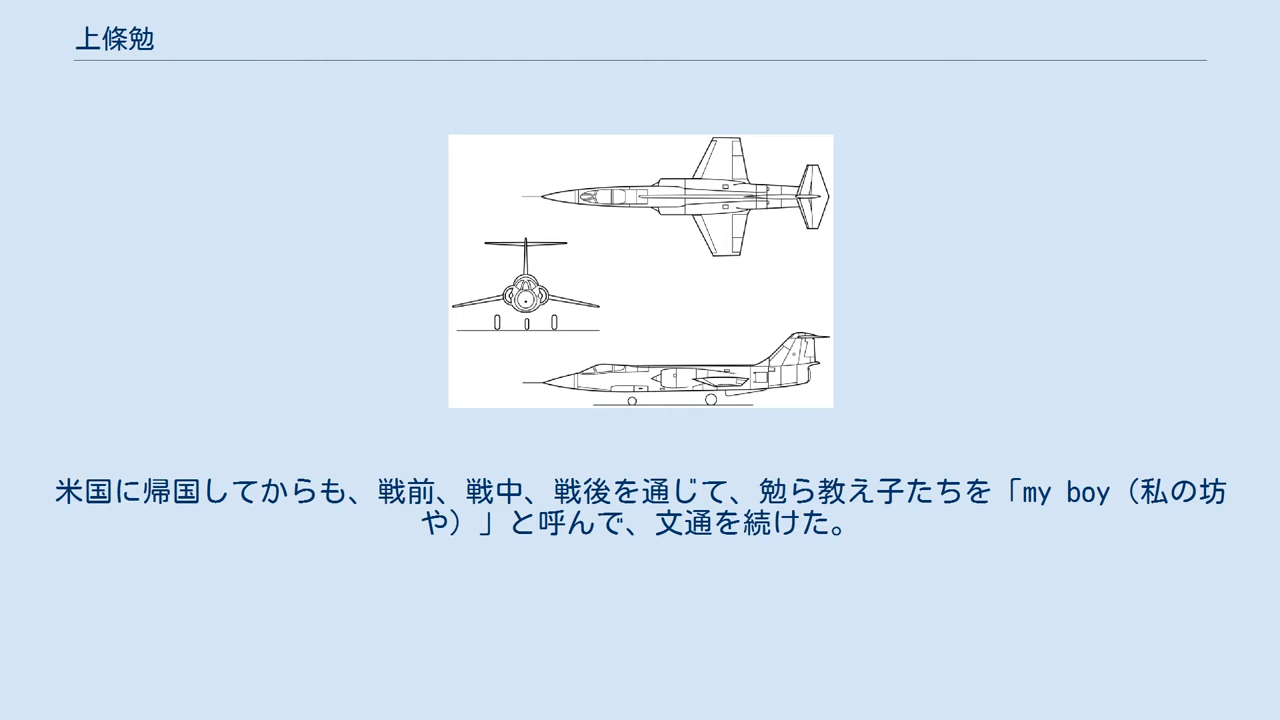 上條勉
米国に帰国してからも、戦前、戦中、戦後を通じて、勉ら教え子たちを「my boy（私の坊
や）」と呼んで、文通を続けた。